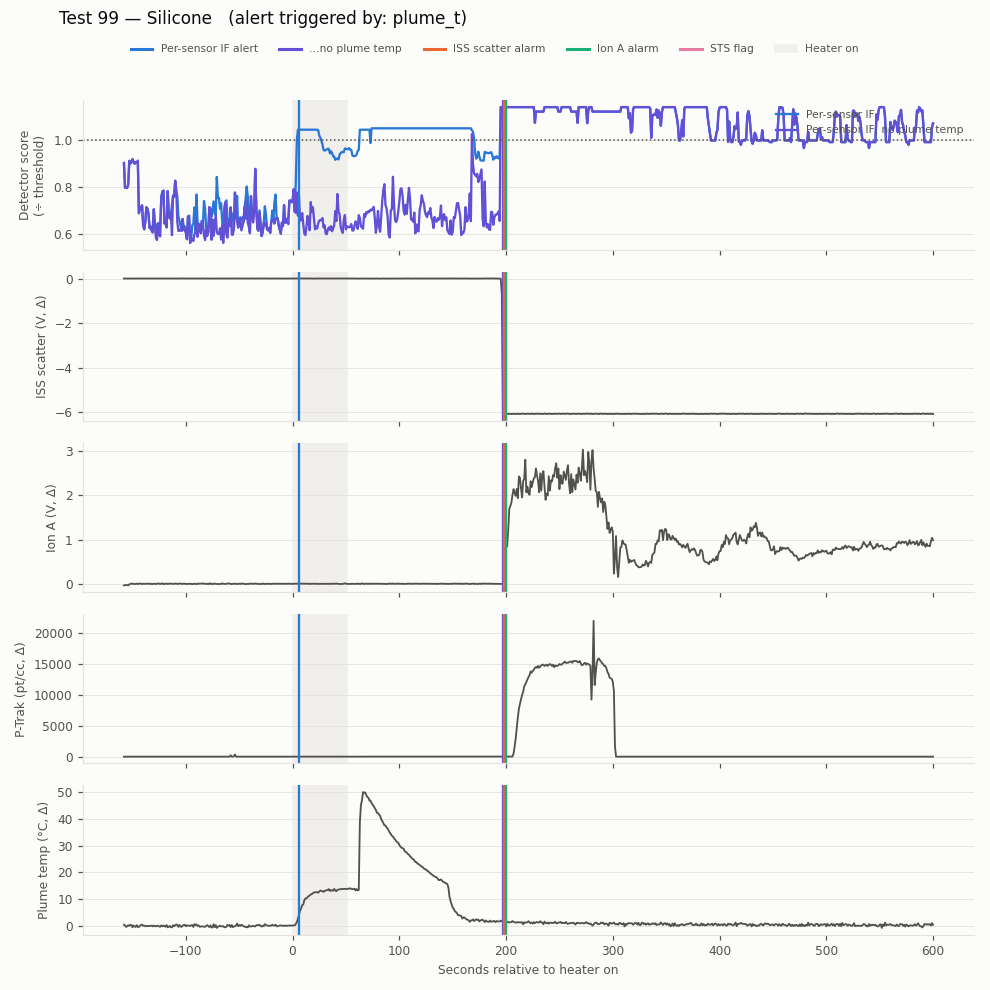 Test 99 — Silicone   (alert triggered by: plume_t)
Per-sensor IF alert   ...no plume temp   ISS scatter alarm   Ion A alarm   STS flag   Heater on
Detector score
(÷ threshold)
1.0
0.8
0.6
Per-sensor IF
Per-sensor IF, no plume temp
ISS scatter (V, Δ)
0
−2
−4
−6
Ion A (V, Δ)
3
2
1
0
P-Trak (pt/cc, Δ)
20000
15000
10000
5000
0
Plume temp (°C, Δ)
50
40
30
20
10
0
−100   0   100   200   300   400   500   600
Seconds relative to heater on